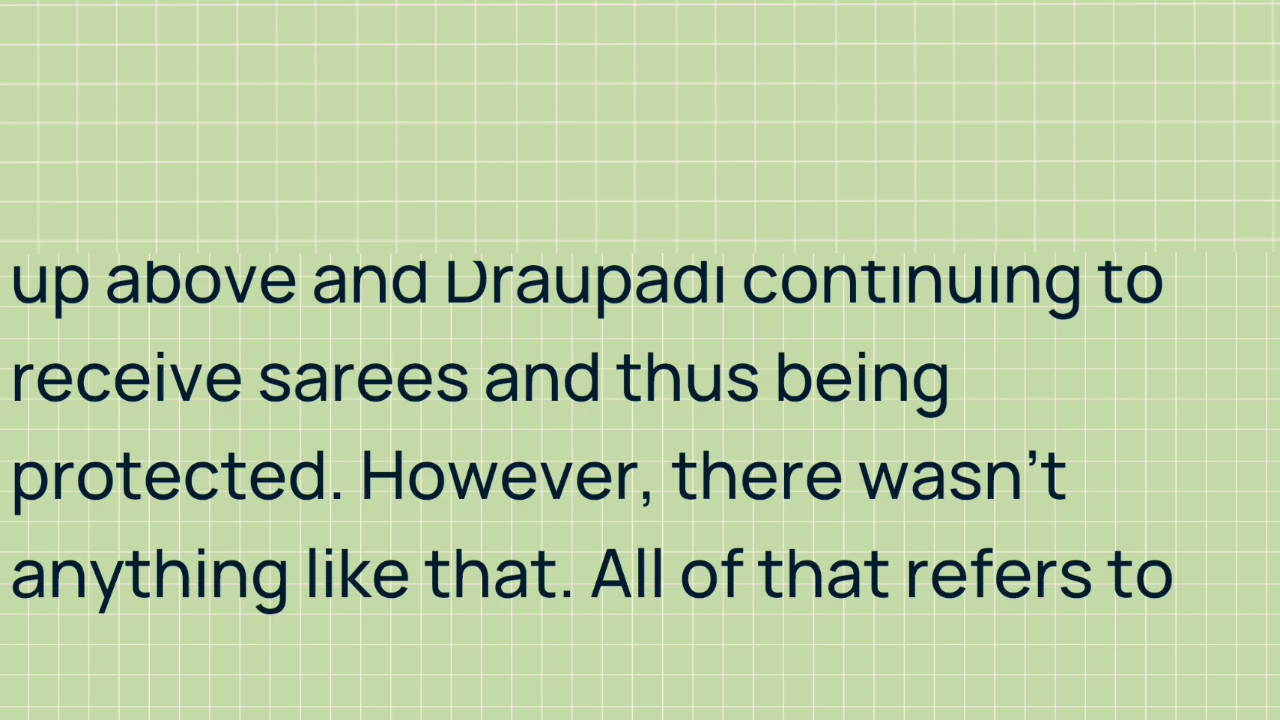 up above and Draupadi continuing to
receive sarees and thus being
protected. However, there wasn’t
anything like that. All of that refers to